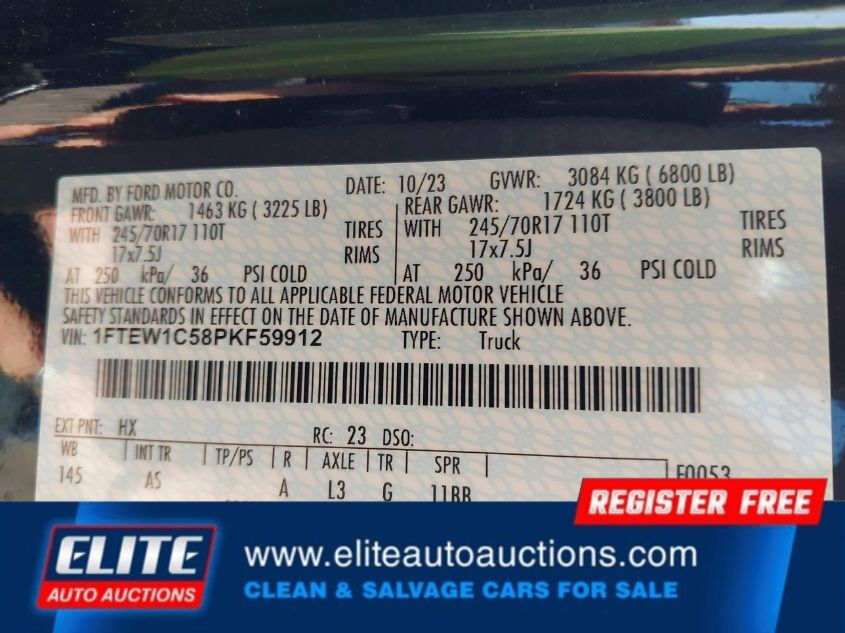 MFD. BY FORD MOTOR CO. DATE: 10/23 GVWR: 3084 KG ( 6800 LB)
FRONT GAWR: 1463 KG ( 3225 LB) REAR GAWR: 1724 KG ( 3800 LB)
WITH 245/70R17 110T TIRES WITH 245/70R17 110T TIRES
17x7.5J RIMS 17x7.5J RIMS
AT 250 kPa/ 36 PSI COLD AT 250 kPa/ 36 PSI COLD
THIS VEHICLE CONFORMS TO ALL APPLICABLE FEDERAL MOTOR VEHICLE
SAFETY STANDARDS IN EFFECT ON THE DATE OF MANUFACTURE SHOWN ABOVE.
VIN: 1FTEW1C58PKF59912 TYPE: Truck
EXT PNT: HX RC: 23 DSO:
WB INT TR TP/PS R AXLE TR SPR
145 AS A L3 G 11BB F0053
REGISTER FREE
ELITE
AUTO AUCTIONS
www.eliteautoauctions.com
CLEAN & SALVAGE CARS FOR SALE